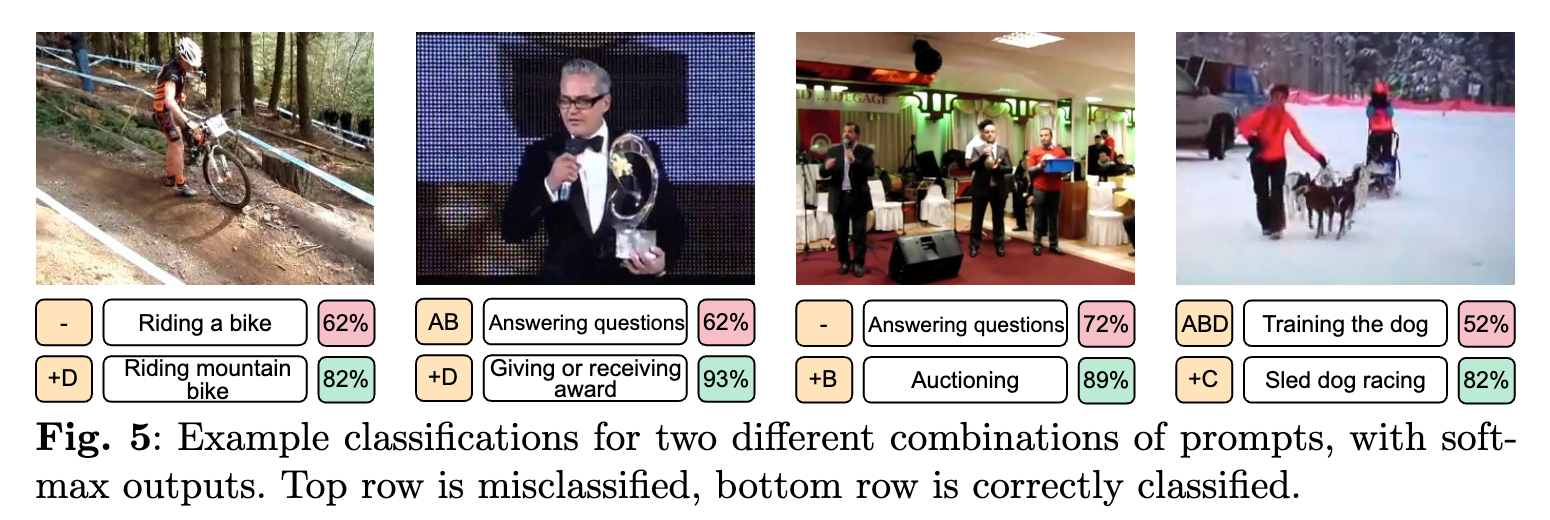 D ... DEGAGE
- Riding a bike 62%
+D Riding mountain bike 82%
AB Answering questions 62%
+D Giving or receiving award 93%
- Answering questions 72%
+B Auctioning 89%
ABD Training the dog 52%
+C Sled dog racing 82%
Fig. 5: Example classifications for two different combinations of prompts, with soft-
max outputs. Top row is misclassified, bottom row is correctly classified.